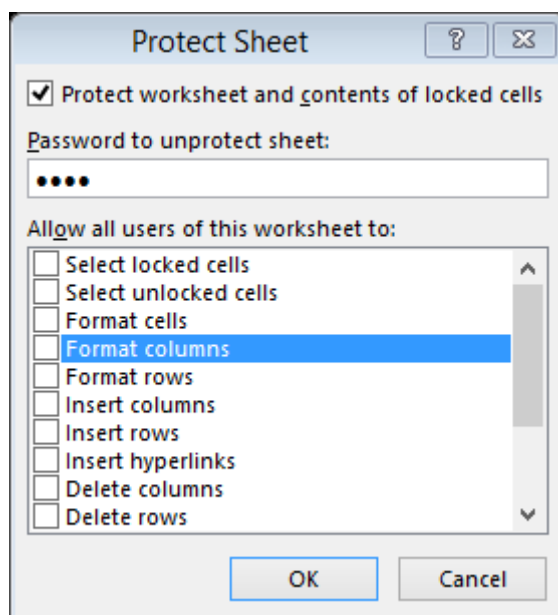 Protect Sheet
Protect worksheet and contents of locked cells
Password to unprotect sheet:
••••
Allow all users of this worksheet to:
Select locked cells
Select unlocked cells
Format cells
Format columns
Format rows
Insert columns
Insert rows
Insert hyperlinks
Delete columns
Delete rows
OK Cancel